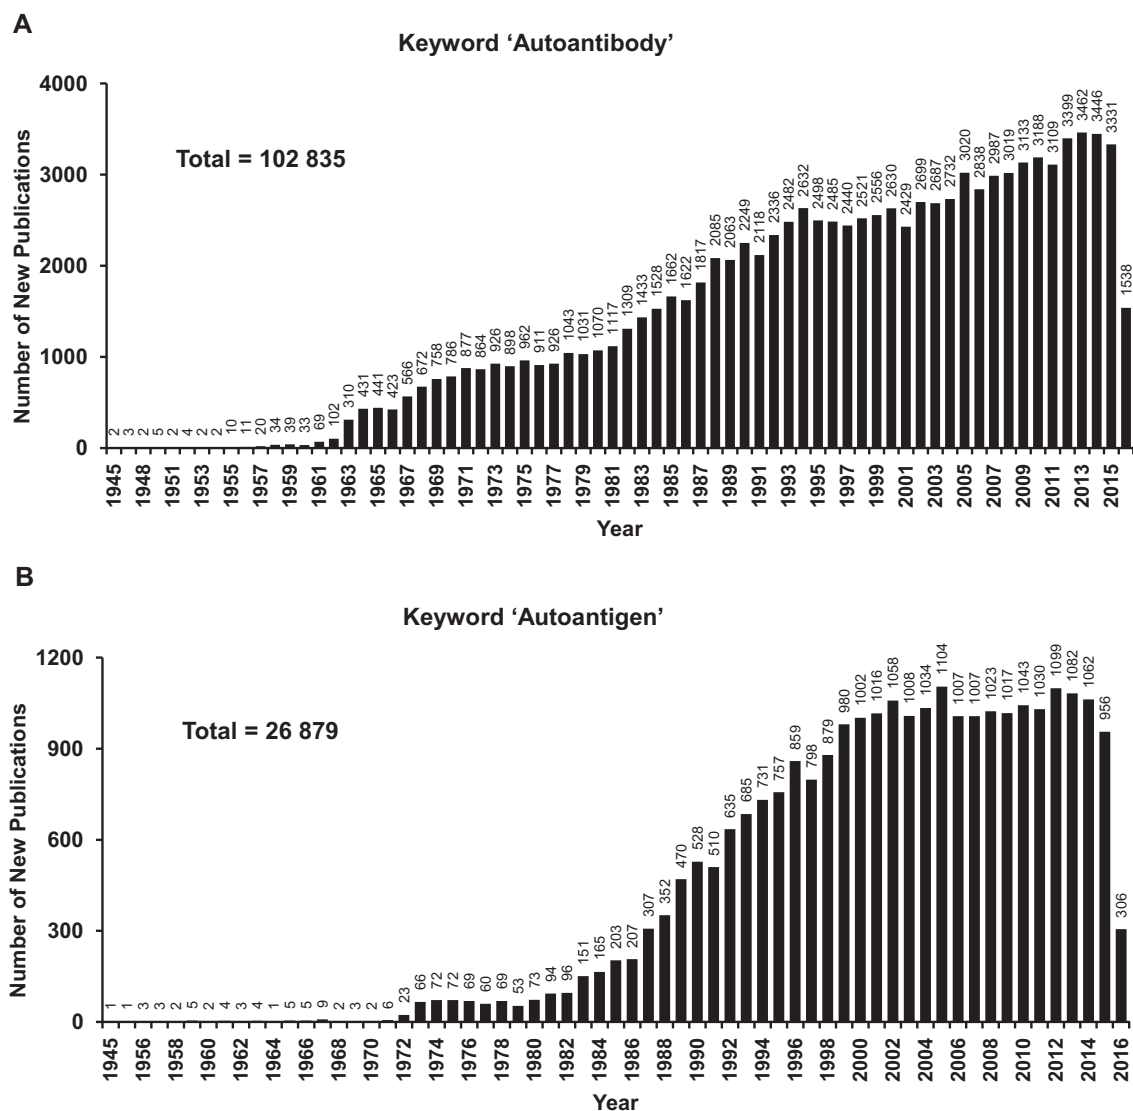 A
Keyword ‘Autoantibody’
Total = 102 835
Number of New Publications
4000
3000
2000
1000
0
2 3 2 5 2 4 2 2 10 11 20 34 39 33 69 102 310 431 441 423 566 672 758 786 877 864 926 898 962 911 926 1043 1031 1070 1117 1309 1433 1528 1662 1622 1817 2085 2063 2249 2118 2336 2482 2632 2498 2485 2440 2521 2556 2630 2429 2699 2687 2732 3020 2838 2987 3019 3133 3188 3109 3399 3462 3446 3331 1538
1945 1948 1951 1953 1955 1957 1959 1961 1963 1965 1967 1969 1971 1973 1975 1977 1979 1981 1983 1985 1987 1989 1991 1993 1995 1997 1999 2001 2003 2005 2007 2009 2011 2013 2015
Year
B
Keyword ‘Autoantigen’
Total = 26 879
Number of New Publications
1200
900
600
300
0
1 1 3 3 2 5 2 4 3 4 1 5 5 9 2 3 2 6 23 66 72 72 69 60 69 53 73 94 96 151 165 203 207 307 352 470 528 510 635 685 731 757 859 798 879 980 1002 1016 1058 1008 1034 1104 1007 1007 1023 1017 1043 1030 1099 1082 1062 956 306
1945 1956 1958 1960 1962 1964 1966 1968 1970 1972 1974 1976 1978 1980 1982 1984 1986 1988 1990 1992 1994 1996 1998 2000 2002 2004 2006 2008 2010 2012 2014 2016
Year